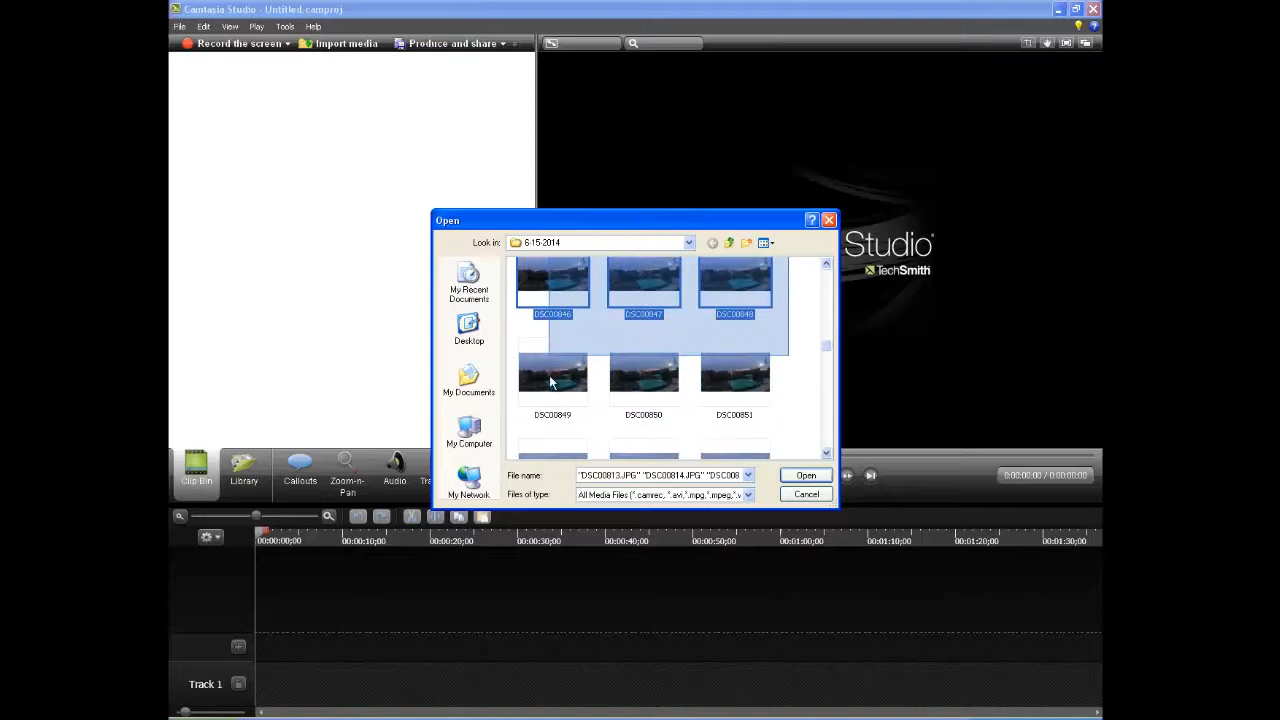 Camtasia Studio - Untitled.camproj
File Edit View Play Tools Help
Record the screen Import media Produce and share
Studio®
TechSmith
Open
Look in: 6-15-2014
My Recent
Documents
Desktop
My Documents
My Computer
My Network
DSC00846 DSC00847 DSC00848
DSC00849 DSC00850 DSC00851
File name: "DSC00813.JPG" "DSC00814.JPG" "DSC008
Open
Files of type: All Media Files (*.camrec, *.avi,*.mpg,*.mpeg,*.v
Cancel
Clip Bin Library Callouts Zoom-n-
Pan Audio
0:00:00:00 / 0:00:00:00
00:00:00;00 00:00:10;00 00:00:20;00 00:00:30;00 00:00:40;00 00:00:50;00 00:01:00;00 00:01:10;00 00:01:20;00 00:01:30;00
Track 1